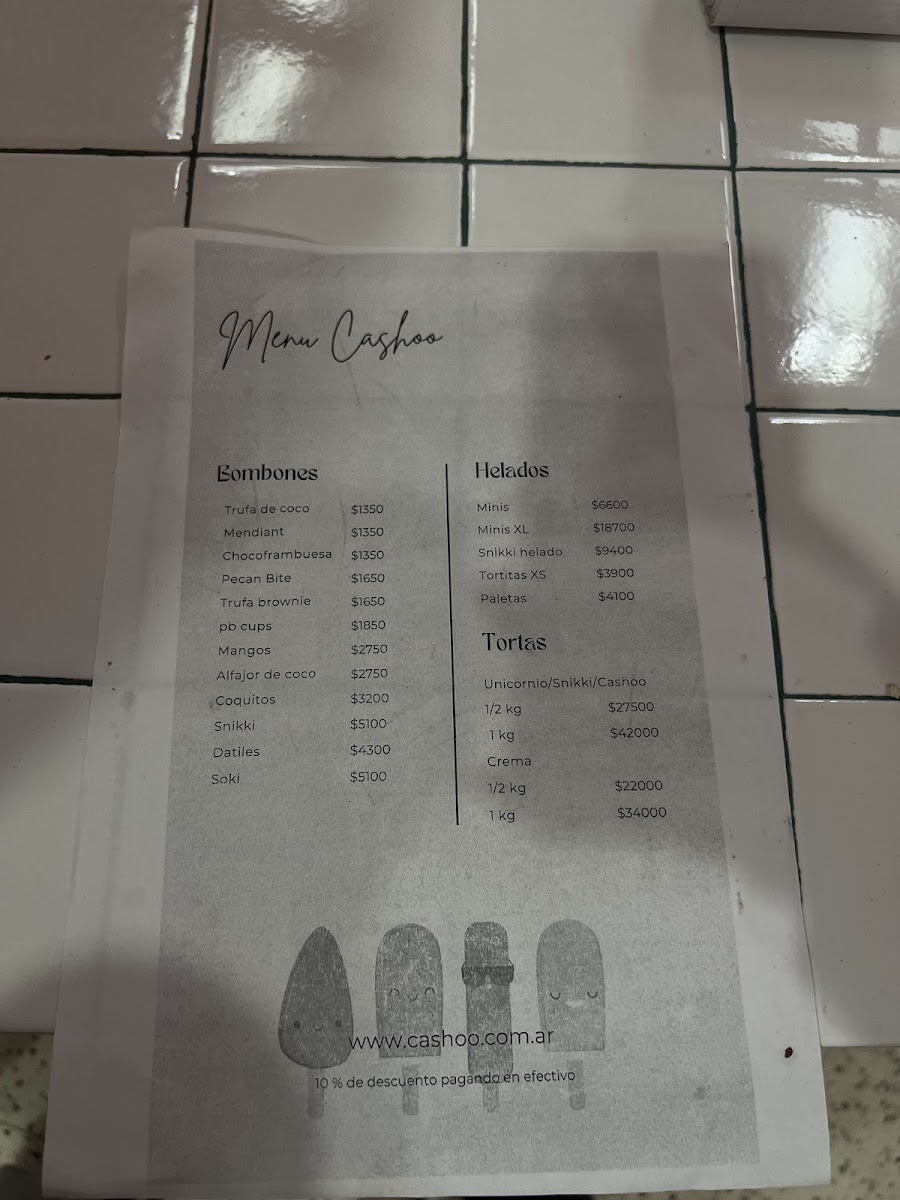 Menu Cashoo
Bombones
Trufa de coco $1350
Mendiant $1350
Chocoframbuesa $1350
Pecan Bite $1650
Trufa brownie $1650
pb cups $1850
Mangos $2750
Alfajor de coco $2750
Coquitos $3200
Snikki $5100
Datiles $4300
Soki $5100
Helados
Minis $6600
Minis XL $18700
Snikki helado $9400
Tortitas XS $3900
Paletas $4100
Tortas
Unicornio/Snikki/Cashoo
1/2 kg $27500
1 kg $42000
Crema
1/2 kg $22000
1 kg $34000
www.cashoo.com.ar
10 % de descuento pagando en efectivo